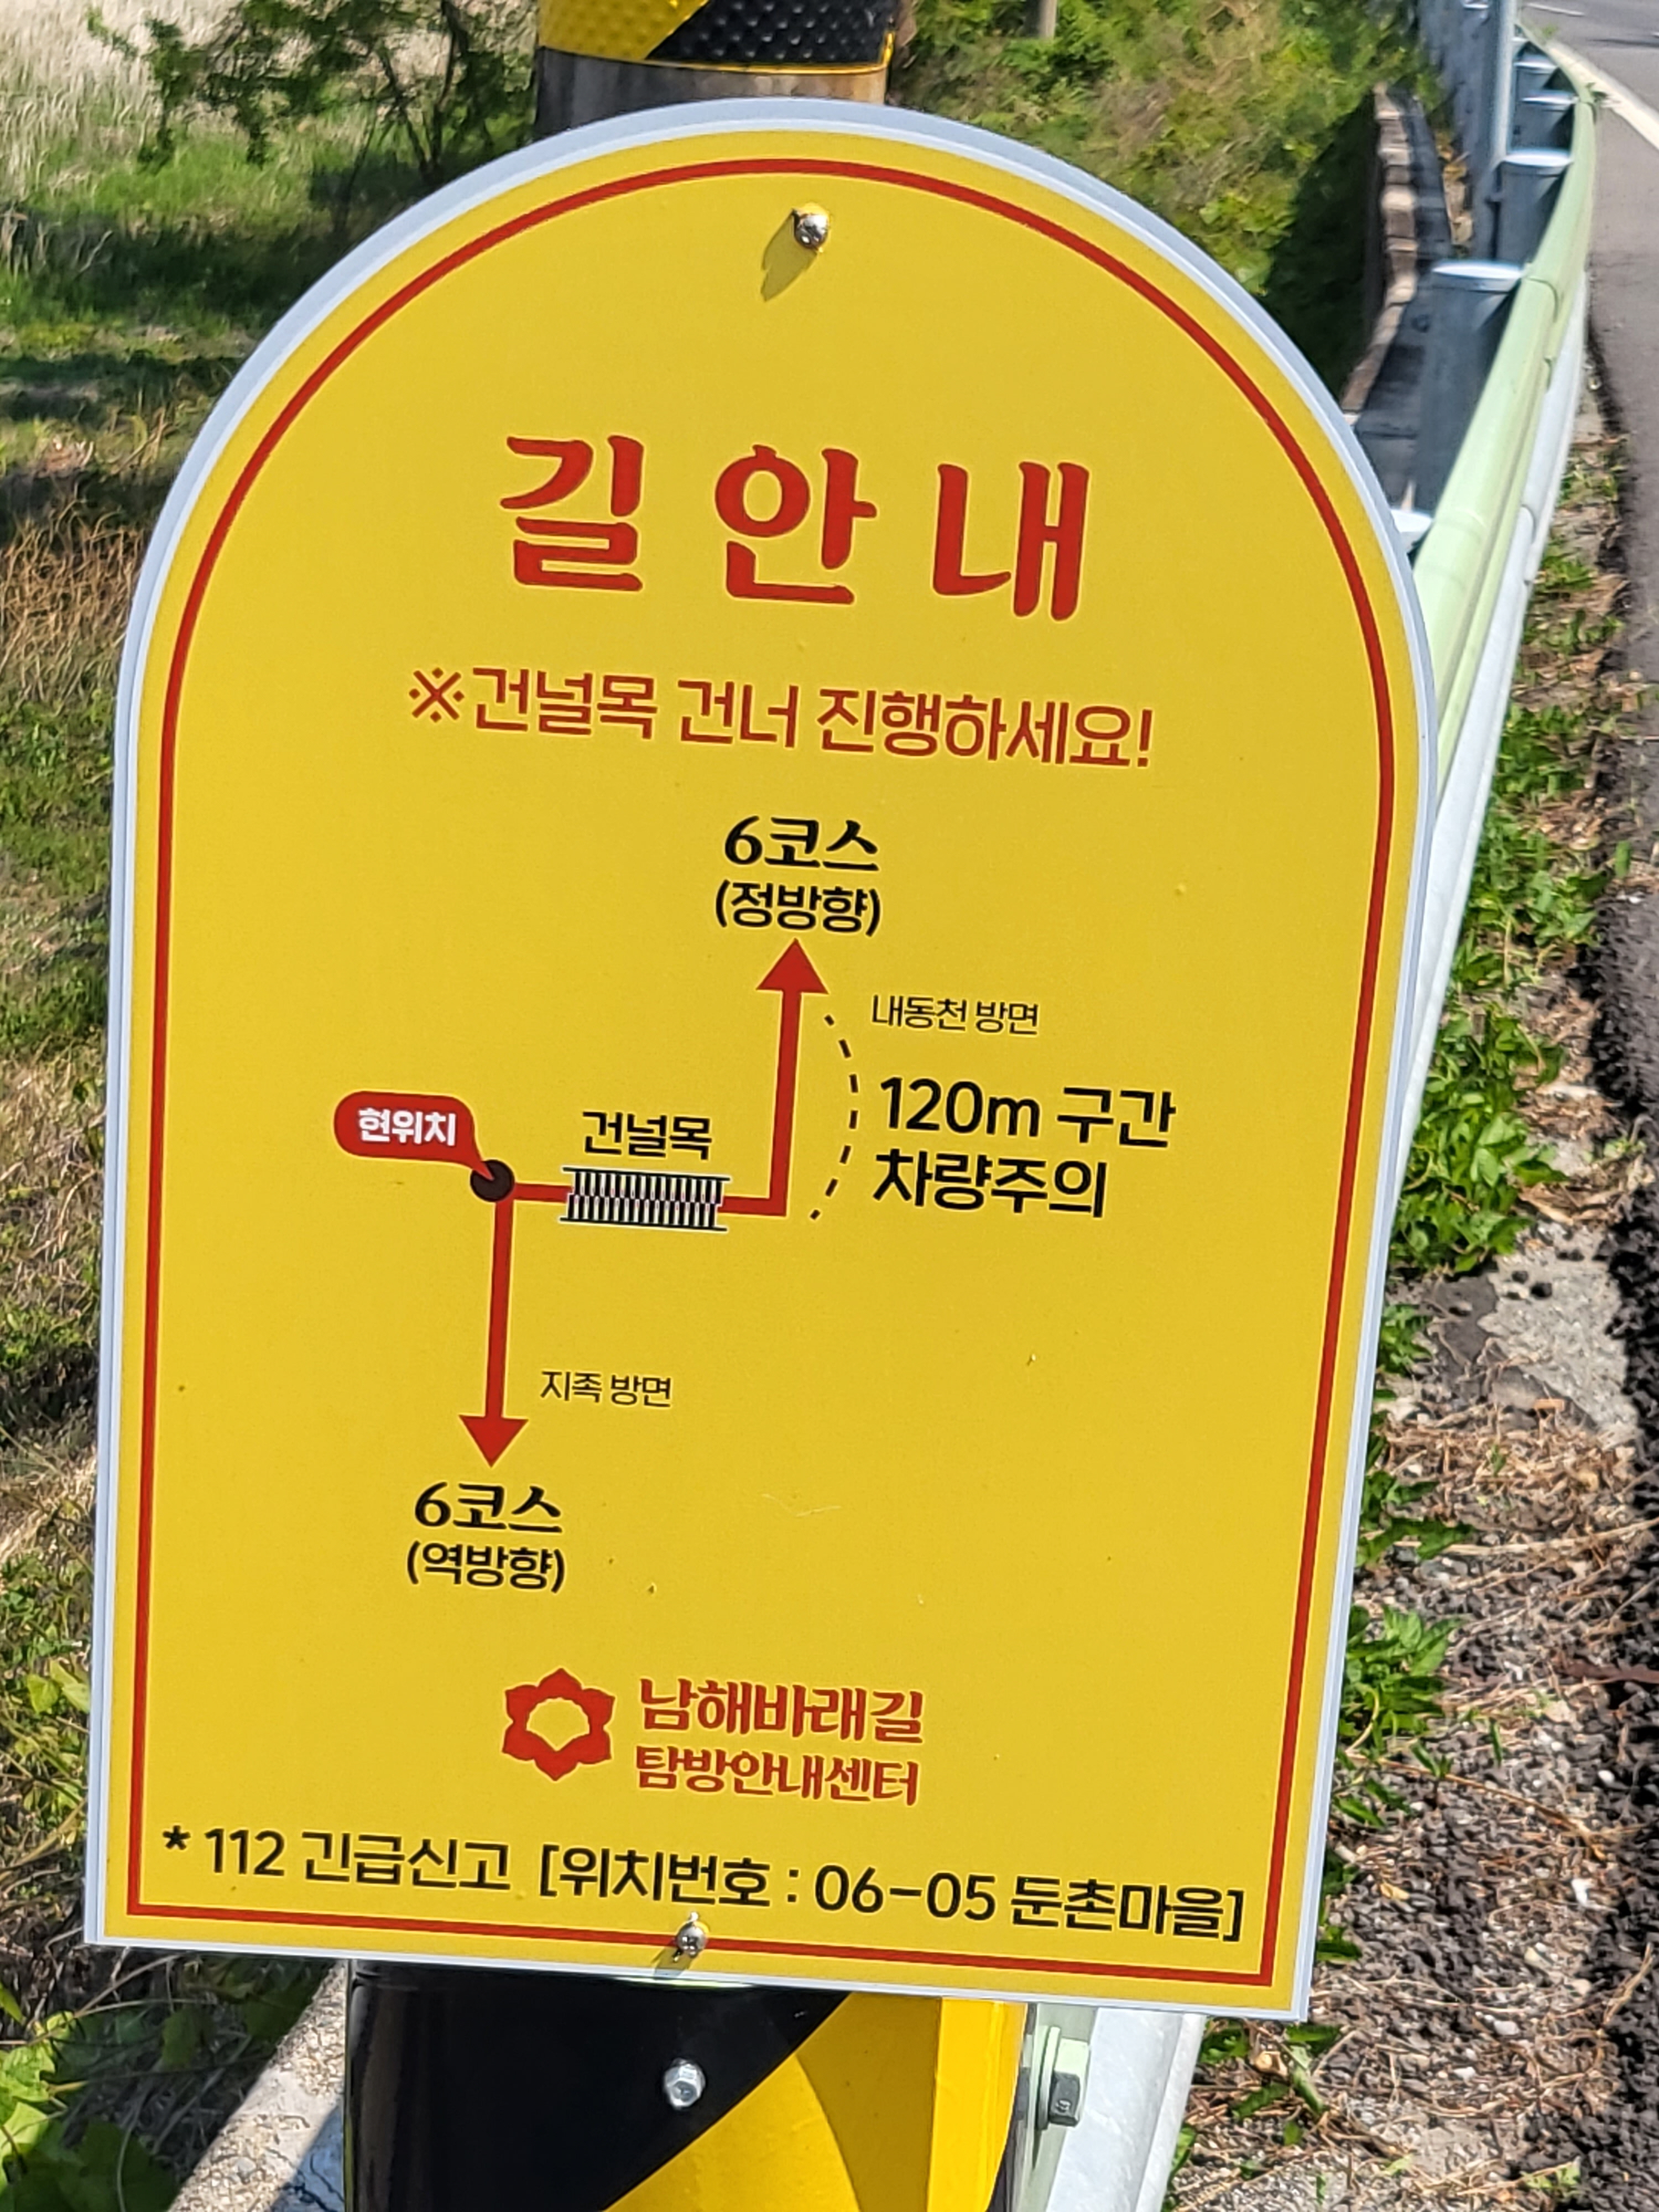 길 안 내
※건널목 건너 진행하세요!
6코스
(정방향)
내동천 방면
120m 구간
차량주의
현위치
건널목
지족 방면
6코스
(역방향)
남해바래길
탐방안내센터
* 112 긴급신고 [위치번호 : 06-05 둔촌마을]